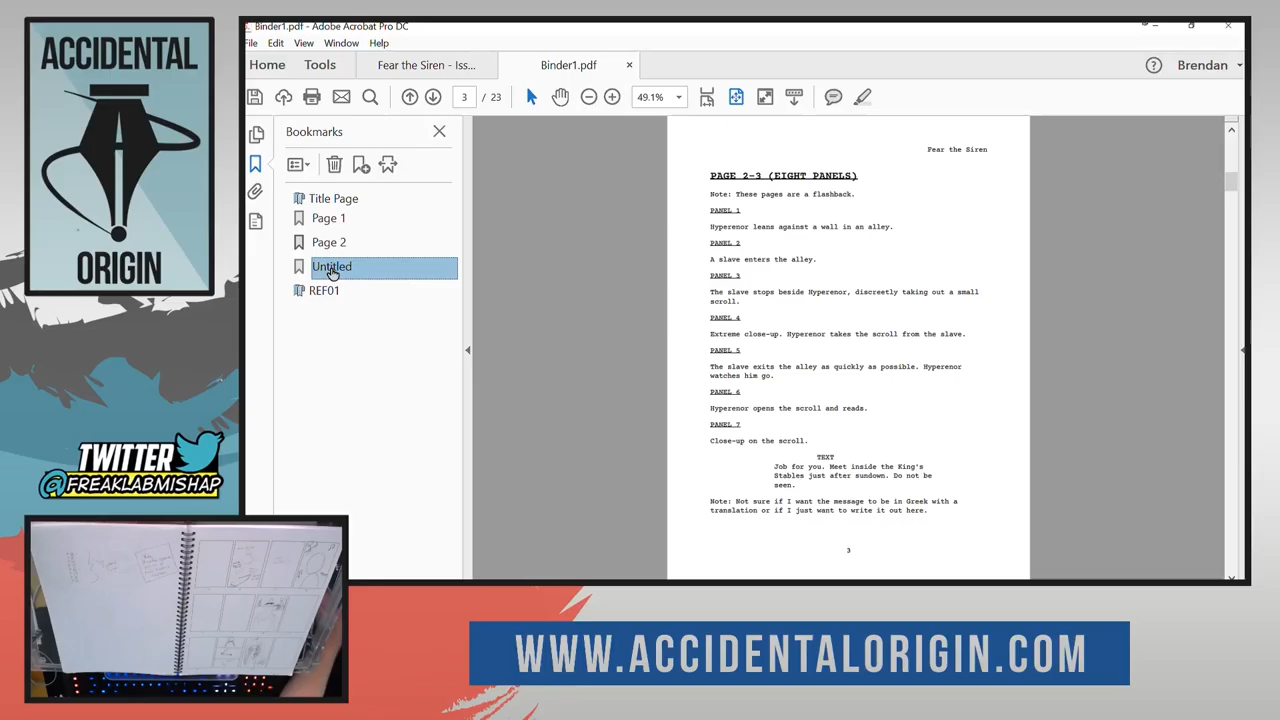 ACCIDENTAL
ORIGIN
TWITTER
@FREAKLABMISHAP
Binder1.pdf - Adobe Acrobat Pro DC
File Edit View Window Help
Home Tools Fear the Siren - Iss... Binder1.pdf × Brendan
3 / 23 49.1%
Bookmarks
Title Page
Page 1
Page 2
Untitled
REF01
Fear the Siren
PAGE 2-3 (EIGHT PANELS)
Note: These pages are a flashback.
PANEL 1
Hyperenor leans against a wall in an alley.
PANEL 2
A slave enters the alley.
PANEL 3
The slave stops beside Hyperenor, discreetly taking out a small
scroll.
PANEL 4
Extreme close-up. Hyperenor takes the scroll from the slave.
PANEL 5
The slave exits the alley as quickly as possible. Hyperenor
watches him go.
PANEL 6
Hyperenor opens the scroll and reads.
PANEL 7
Close-up on the scroll.
TEXT
Job for you. Meet inside the King's
Stables just after sundown. Do not be
seen.
Note: Not sure if I want the message to be in Greek with a
translation or if I just want to write it out here.
3
WWW.ACCIDENTALORIGIN.COM